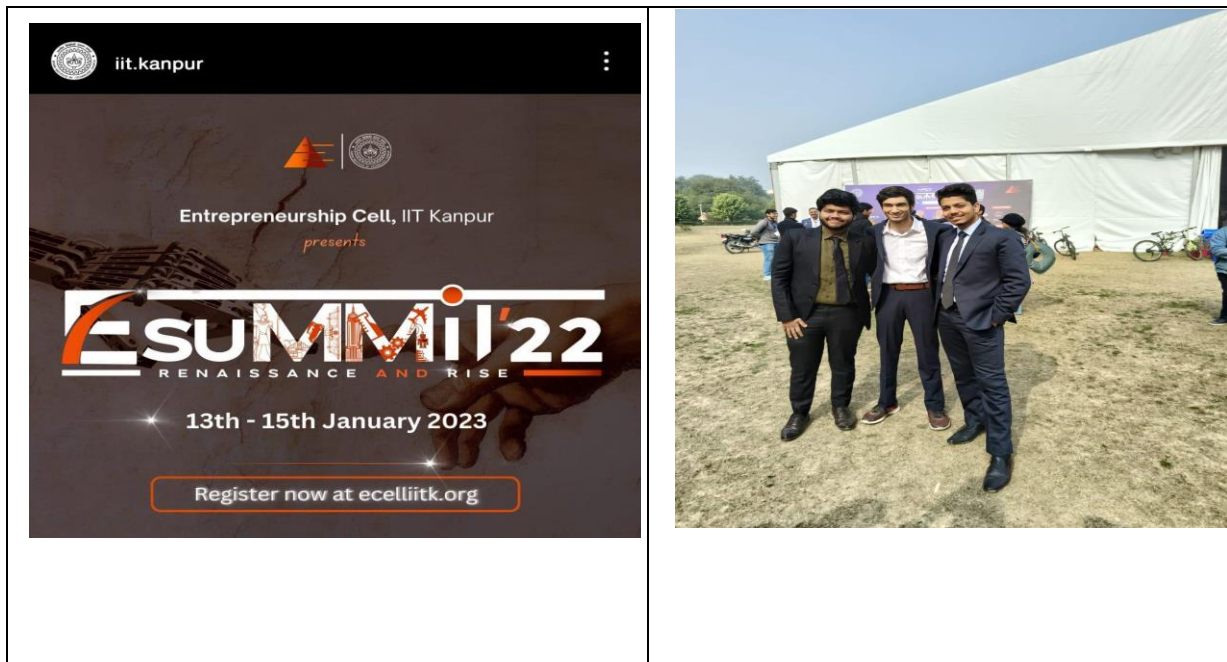 iit.kanpur
Entrepreneurship Cell, IIT Kanpur
presents
EsuMMiT'22
RENAISSANCE AND RISE
13th - 15th January 2023
Register now at ecelliitk.org